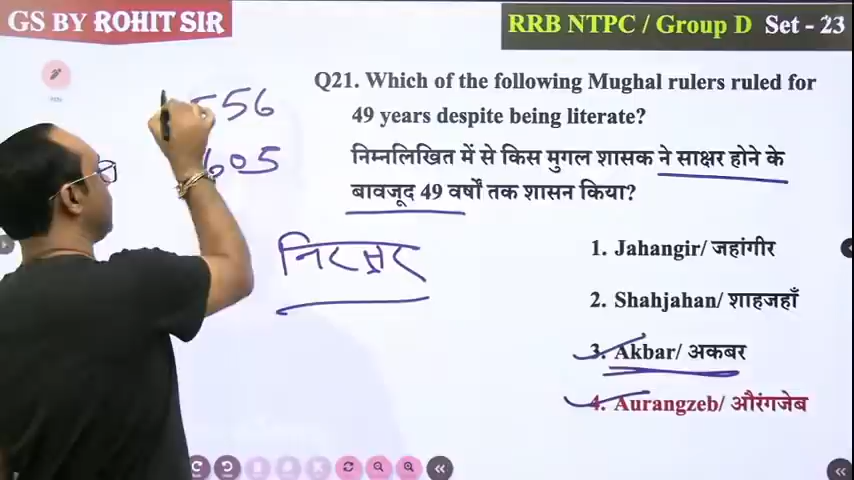 GS BY ROHIT SIR
RRB NTPC / Group D Set - 23
Q21. Which of the following Mughal rulers ruled for
49 years despite being literate?
निम्नलिखित में से किस मुगल शासक ने साक्षर होने के
बावजूद 49 वर्षों तक शासन किया?
556
605
निरक्षर
1. Jahangir/ जहांगीर
2. Shahjahan/ शाहजहाँ
3. Akbar/ अकबर
4. Aurangzeb/ औरंगजेब